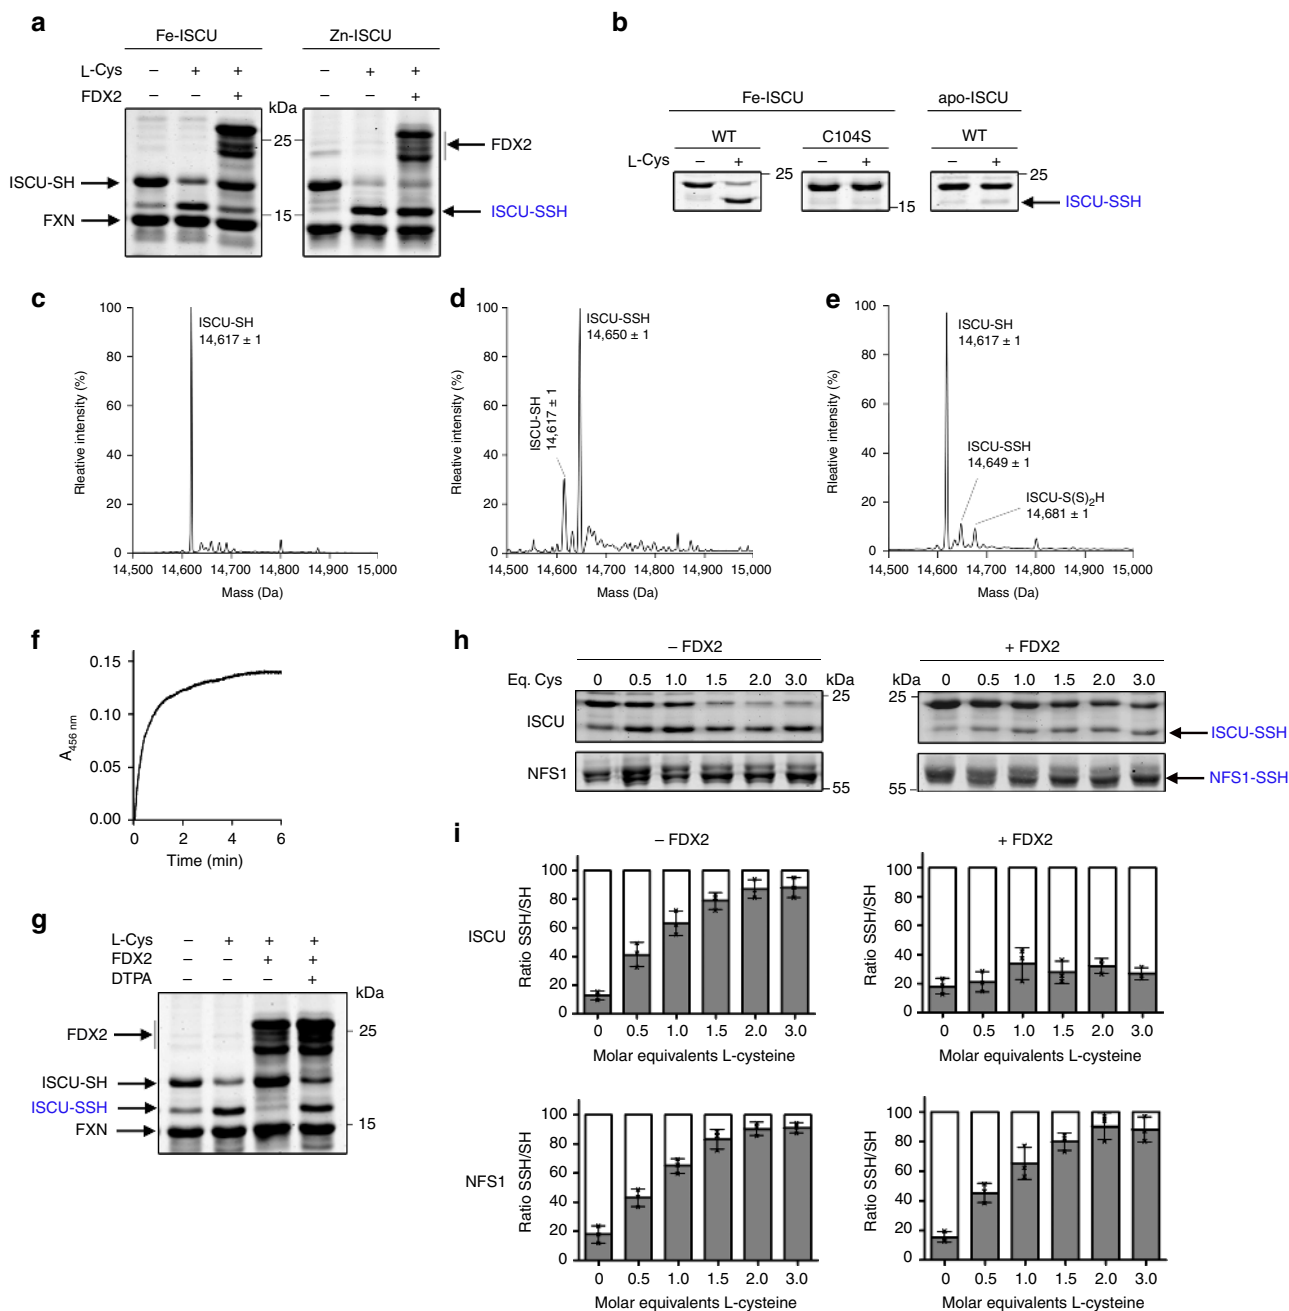 a
Fe-ISCU
Zn-ISCU
L-Cys – + + – + +
FDX2 – – + – – +
kDa
25
FDX2
ISCU-SH
FXN
15
ISCU-SSH
b
Fe-ISCU
apo-ISCU
WT
C104S
WT
L-Cys – + – + – +
25
25
15
ISCU-SSH
c
Rleative intensity (%)
100
80
60
40
20
0
ISCU-SH
14,617 ± 1
14,500 14,600 14,700 14,800 14,900 15,000
Mass (Da)
d
Rleative intensity (%)
100
80
60
40
20
0
ISCU-SSH
14,650 ± 1
ISCU-SH
14,617 ± 1
14,500 14,600 14,700 14,800 14,900 15,000
Mass (Da)
e
Rleative intensity (%)
100
80
60
40
20
0
ISCU-SH
14,617 ± 1
ISCU-SSH
14,649 ± 1
ISCU-S(S)2H
14,681 ± 1
14,500 14,600 14,700 14,800 14,900 15,000
Mass (Da)
f
A456 nm
0.15
0.10
0.05
0.00
0 2 4 6
Time (min)
g
L-Cys – + + +
FDX2 – – + +
DTPA – – – +
kDa
FDX2
25
ISCU-SH
ISCU-SSH
FXN
15
h
– FDX2
+ FDX2
Eq. Cys 0 0.5 1.0 1.5 2.0 3.0 kDa
kDa 0 0.5 1.0 1.5 2.0 3.0
25
25
ISCU
ISCU-SSH
NFS1
NFS1-SSH
55
55
i
– FDX2
+ FDX2
ISCU
Ratio SSH/SH
100
80
60
40
20
0
0 0.5 1.0 1.5 2.0 3.0
Molar equivalents L-cysteine
Ratio SSH/SH
100
80
60
40
20
0
0 0.5 1.0 1.5 2.0 3.0
Molar equivalents L-cysteine
NFS1
Ratio SSH/SH
100
80
60
40
20
0
0 0.5 1.0 1.5 2.0 3.0
Molar equivalents L-cysteine
Ratio SSH/SH
100
80
60
40
20
0
0 0.5 1.0 1.5 2.0 3.0
Molar equivalents L-cysteine